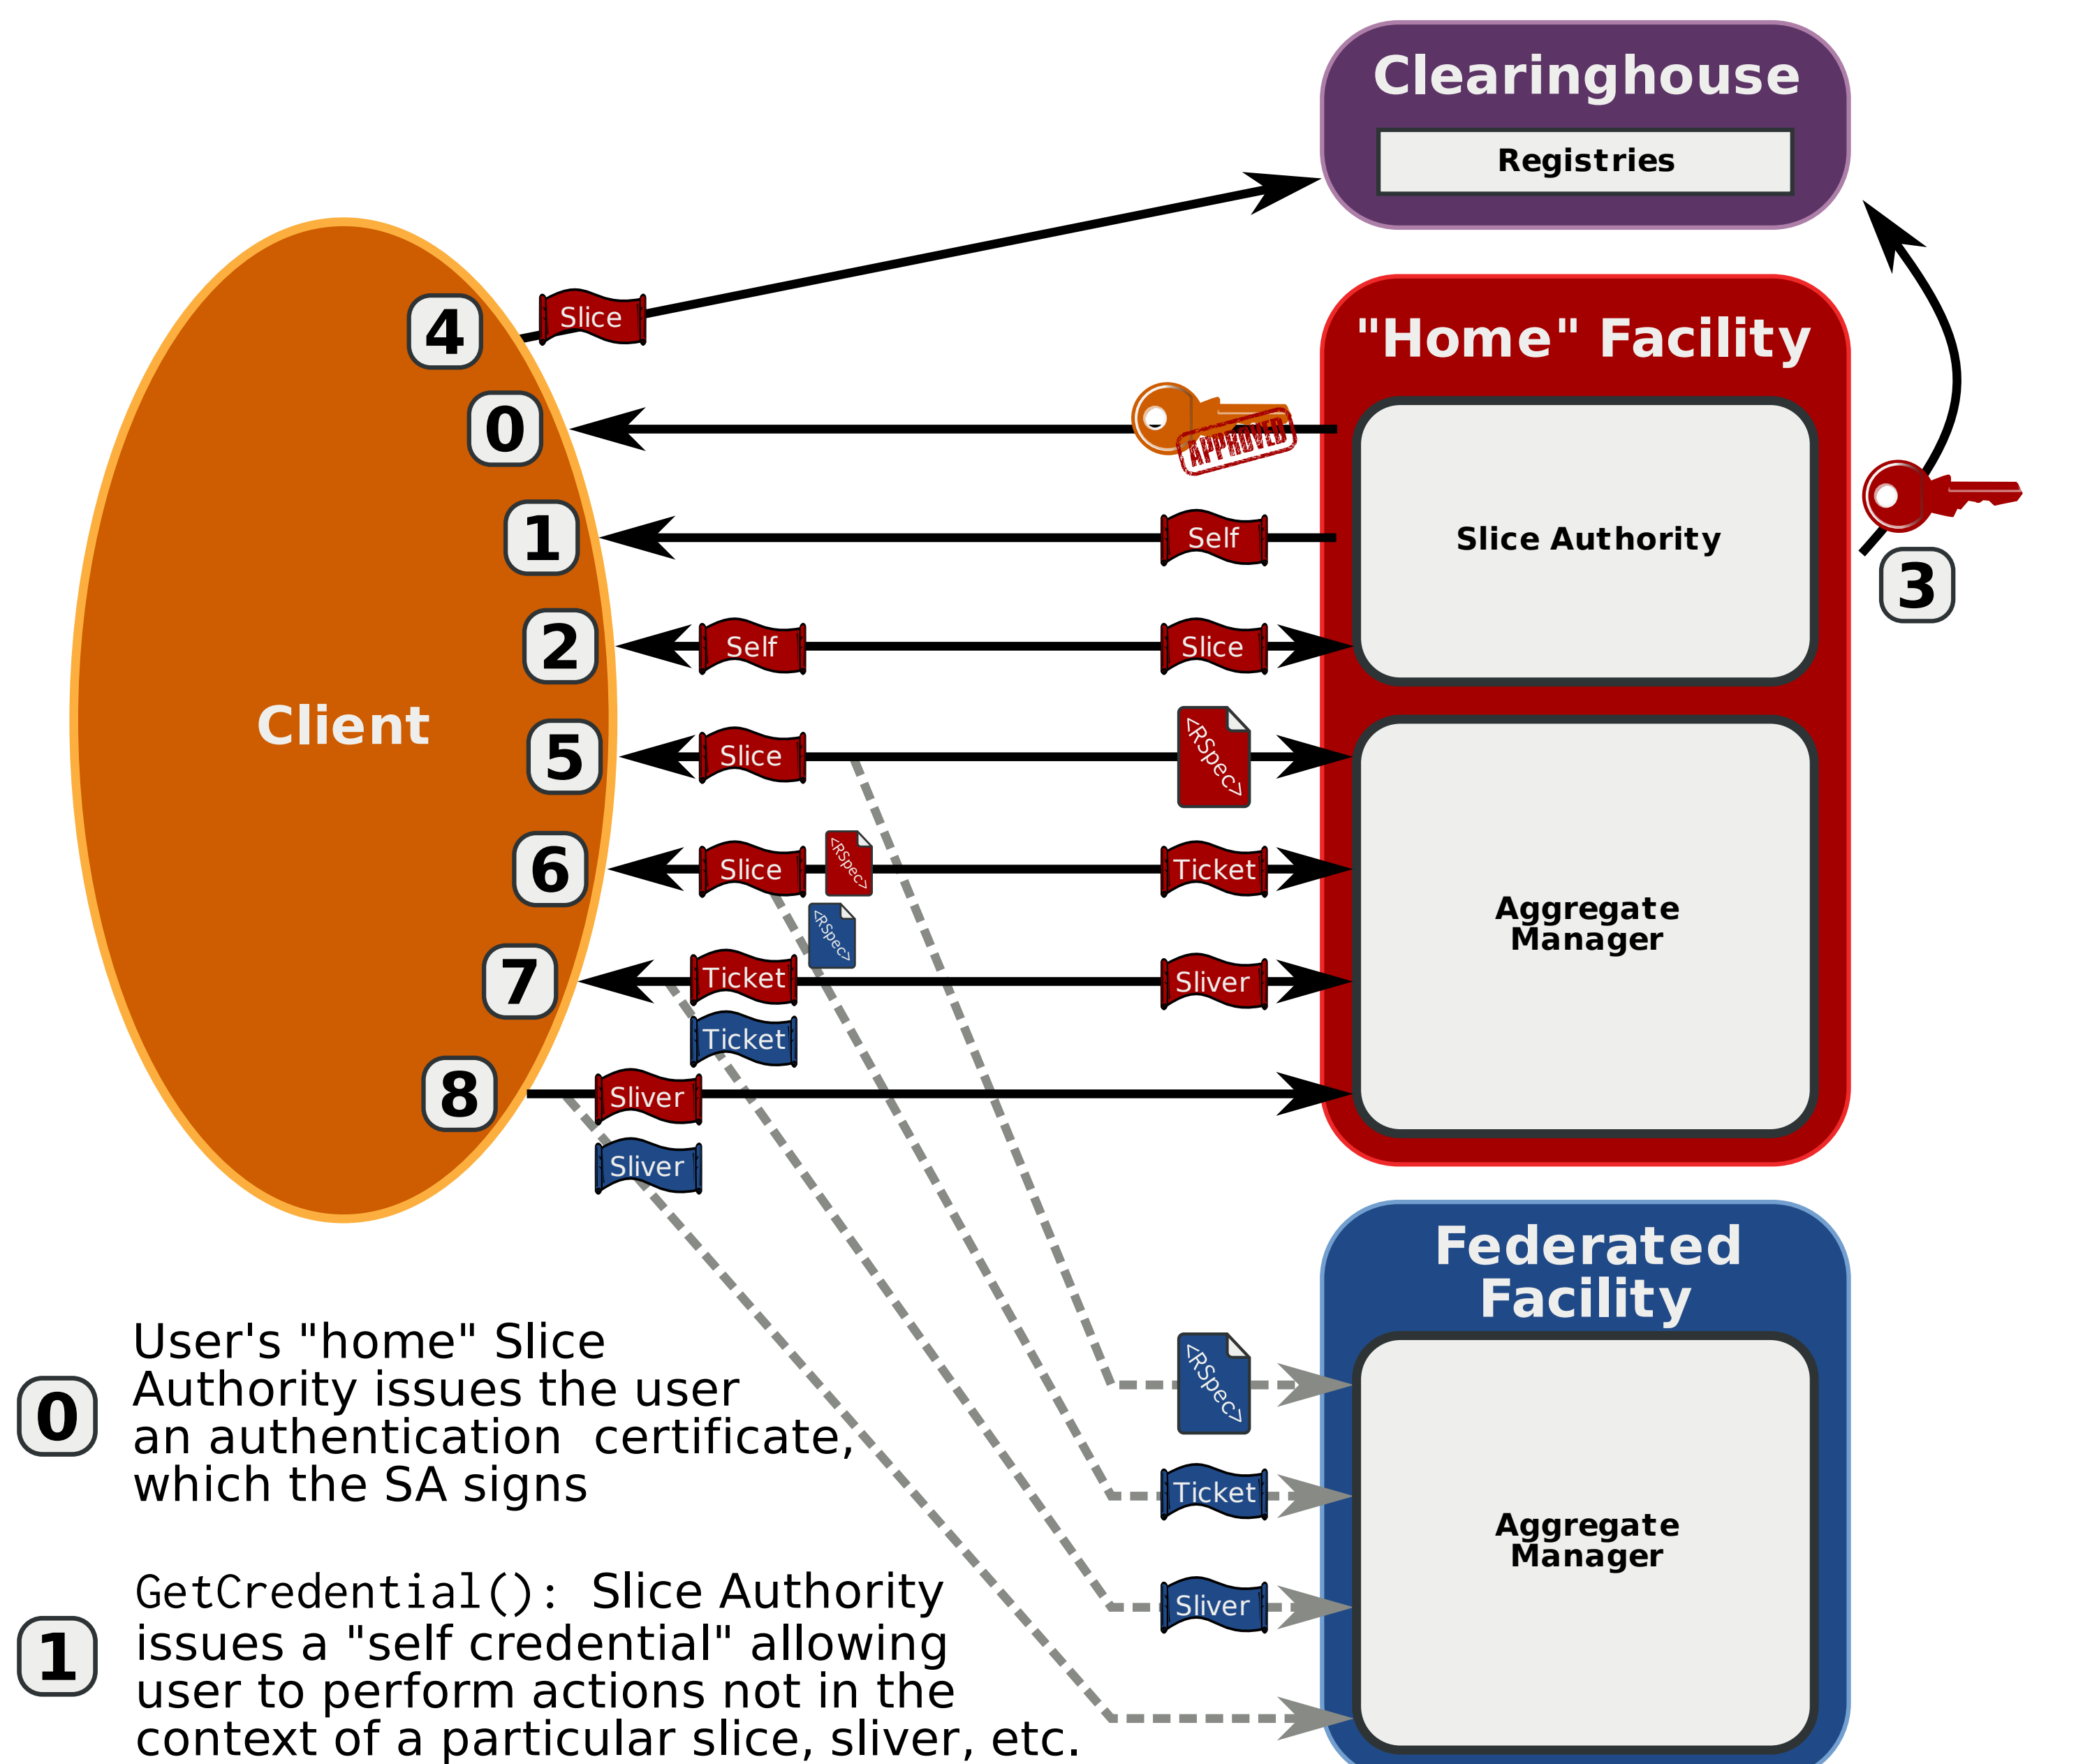 Clearinghouse
Registries
"Home" Facility
4
Slice
0
APPROVED
1
Self
Slice Authority
3
2
Self
Slice
Client
5
Slice
<RSpec>
6
Slice
<RSpec>
Ticket
<RSpec>
Aggregate
Manager
7
Ticket
Sliver
Ticket
8
Sliver
Sliver
Federated
Facility
<RSpec>
Ticket
Aggregate
Manager
Sliver
0
User's "home" Slice
Authority issues the user
an authentication  certificate,
which the SA signs
1
GetCredential(): Slice Authority
issues a "self credential" allowing
user to perform actions not in the
context of a particular slice, sliver, etc.